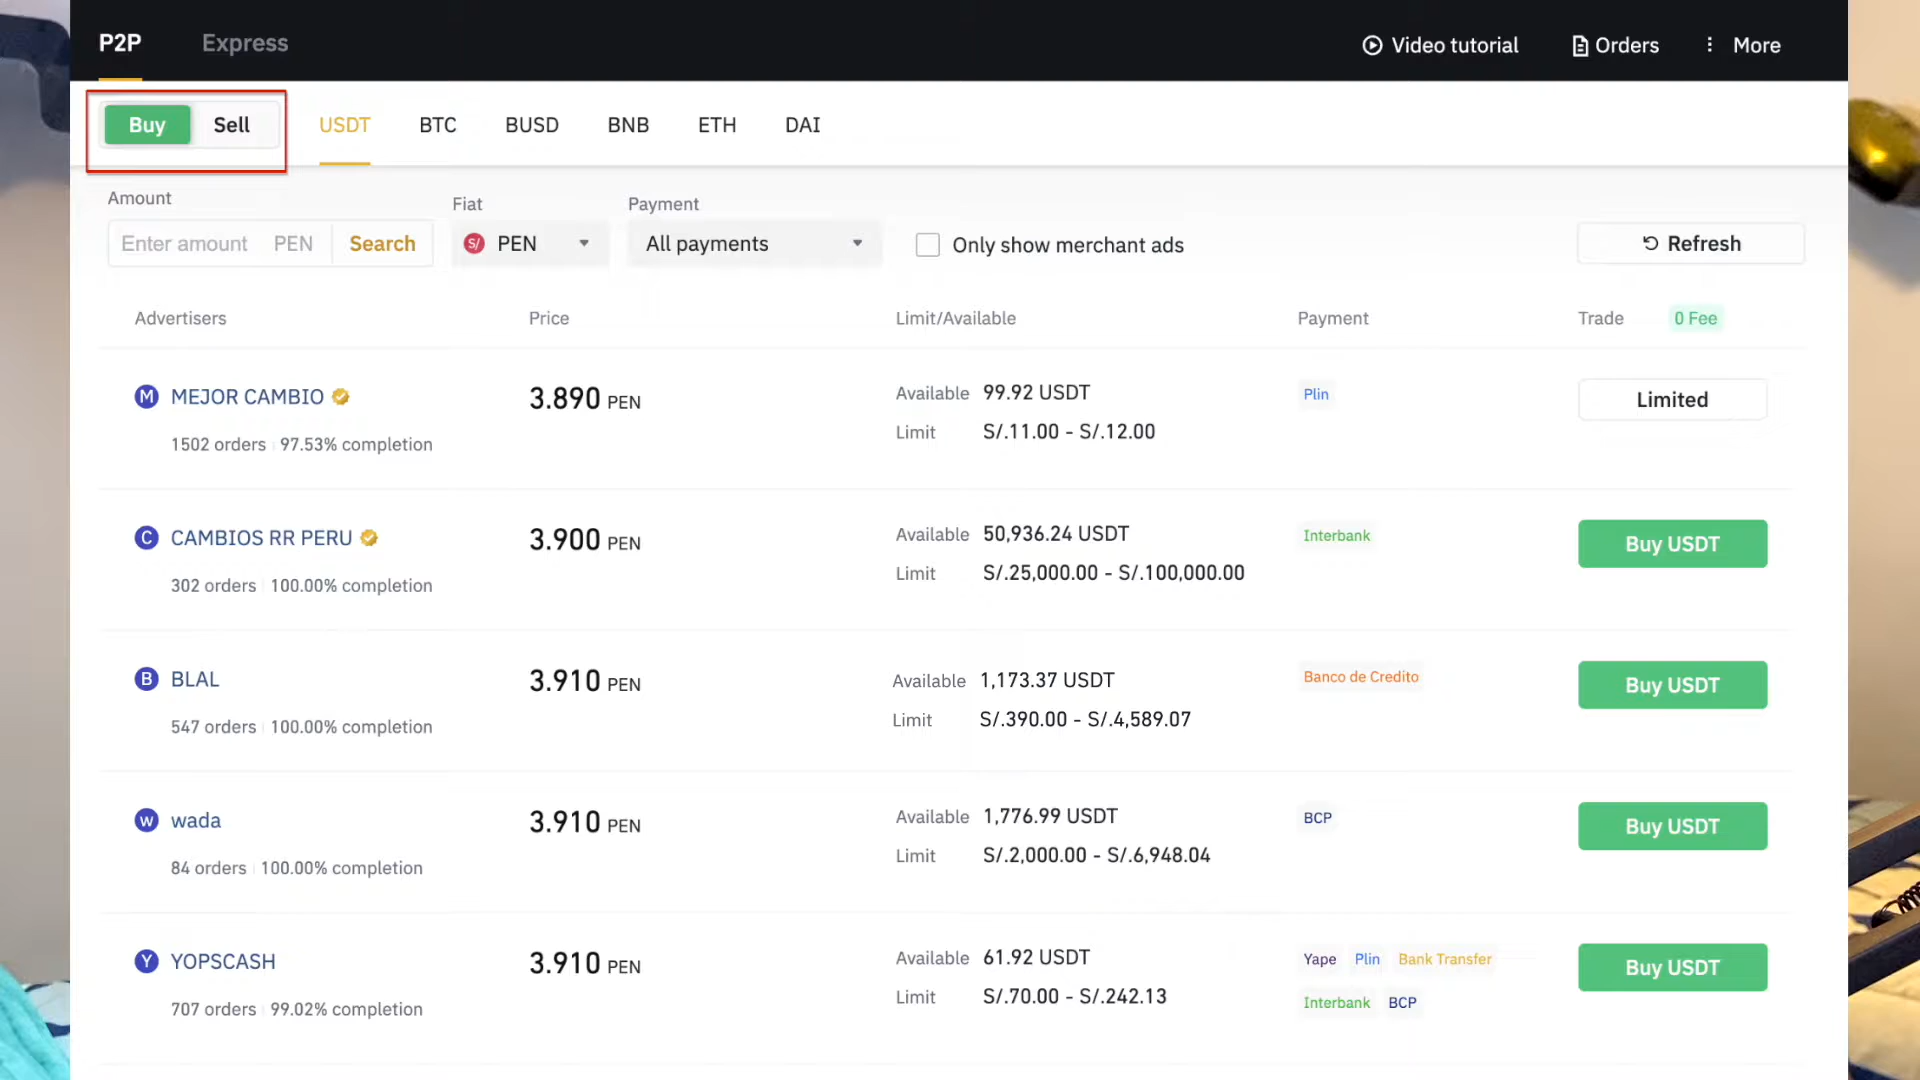 P2P Express Video tutorial Orders More
Buy Sell USDT BTC BUSD BNB ETH DAI
Amount Fiat Payment
Enter amount PEN Search S/ PEN All payments Only show merchant ads Refresh
Advertisers Price Limit/Available Payment Trade 0 Fee
M MEJOR CAMBIO 3.890 PEN Available 99.92 USDT Plin Limited
1502 orders 97.53% completion Limit S/.11.00 - S/.12.00
C CAMBIOS RR PERU 3.900 PEN Available 50,936.24 USDT Interbank Buy USDT
302 orders 100.00% completion Limit S/.25,000.00 - S/.100,000.00
B BLAL 3.910 PEN Available 1,173.37 USDT Banco de Credito Buy USDT
547 orders 100.00% completion Limit S/.390.00 - S/.4,589.07
W wada 3.910 PEN Available 1,776.99 USDT BCP Buy USDT
84 orders 100.00% completion Limit S/.2,000.00 - S/.6,948.04
Y YOPSCASH 3.910 PEN Available 61.92 USDT Yape Plin Bank Transfer Buy USDT
707 orders 99.02% completion Limit S/.70.00 - S/.242.13 Interbank BCP